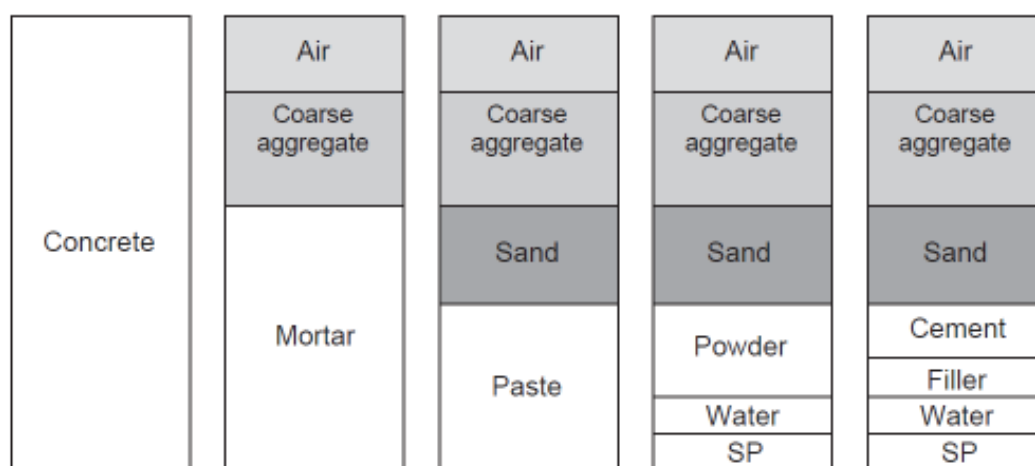 Concrete
Air
Coarse
aggregate
Mortar
Air
Coarse
aggregate
Sand
Paste
Air
Coarse
aggregate
Sand
Powder
Water
SP
Air
Coarse
aggregate
Sand
Cement
Filler
Water
SP